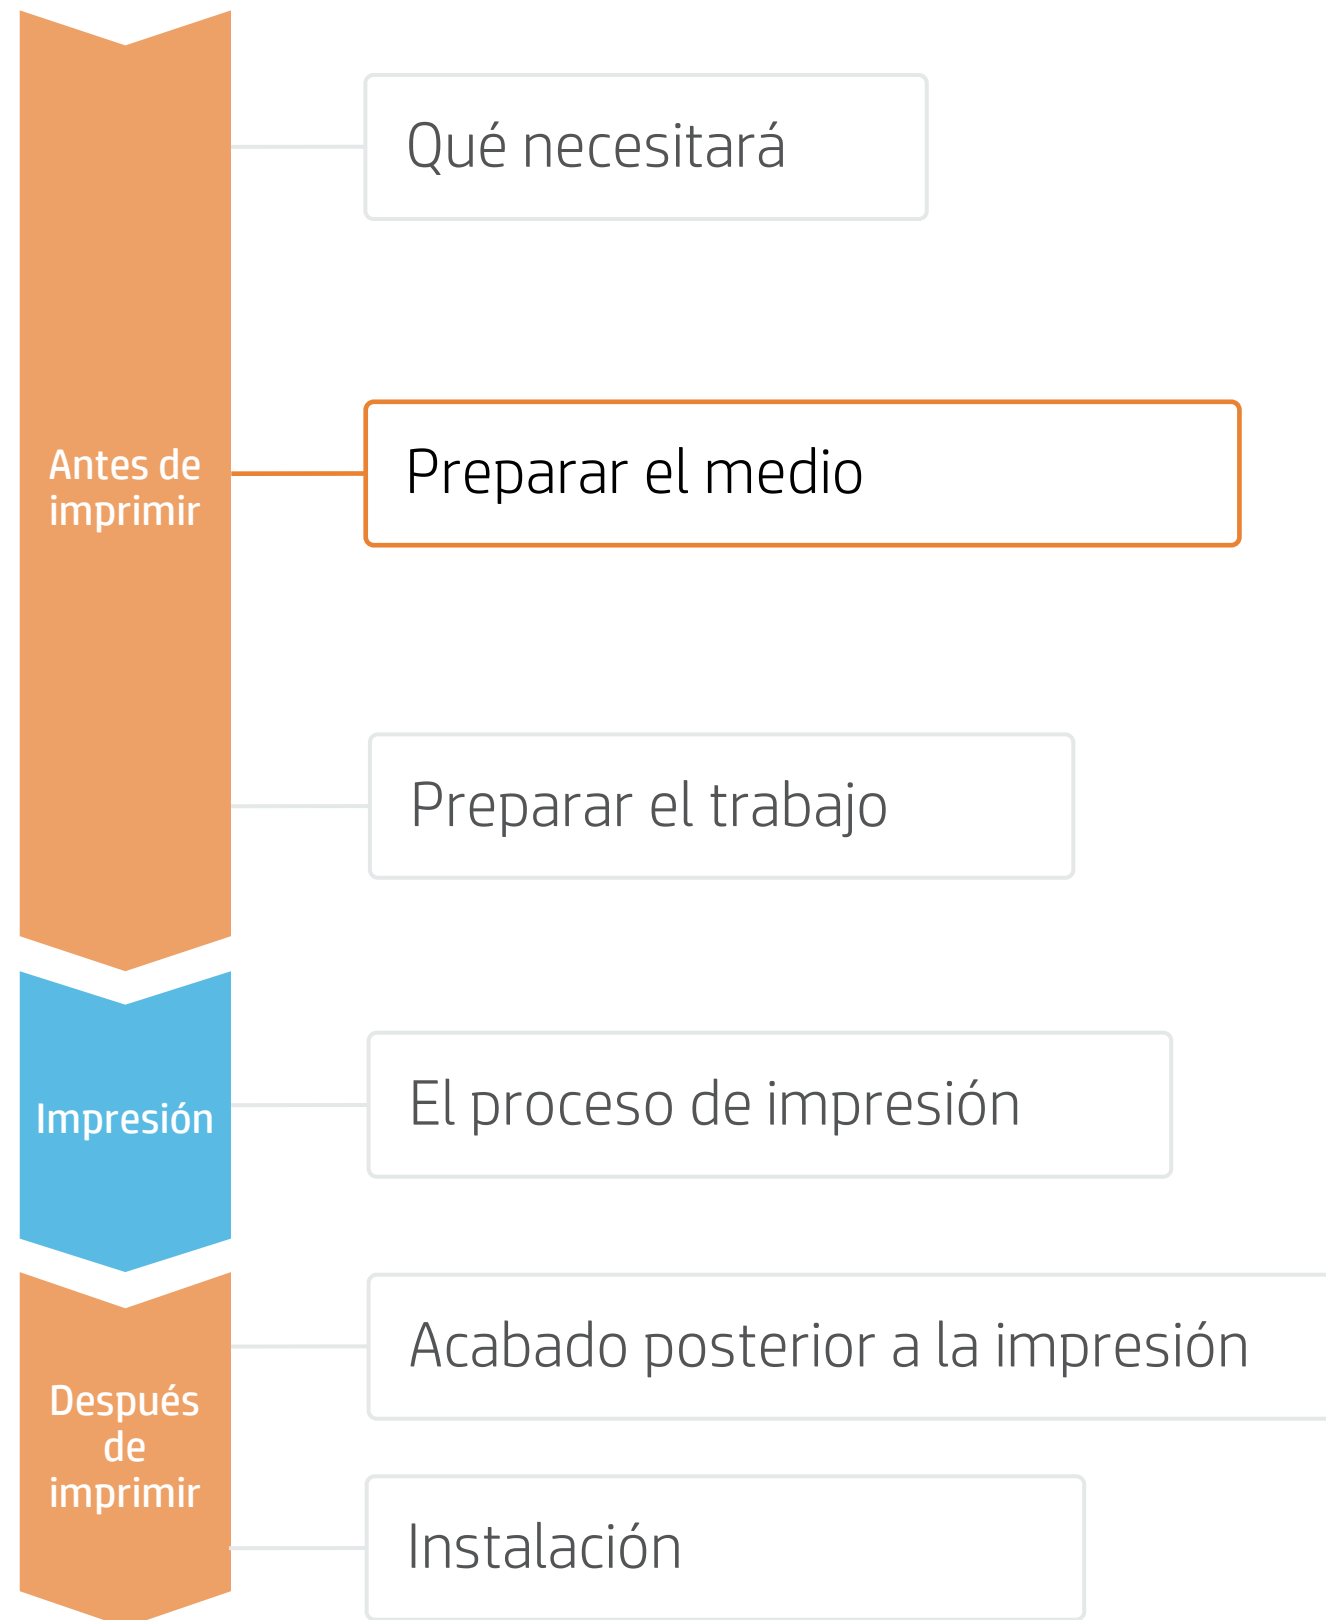 Qué necesitará
Antes de
imprimir
Preparar el medio
Preparar el trabajo
Impresión
El proceso de impresión
Después
de
imprimir
Acabado posterior a la impresión
Instalación